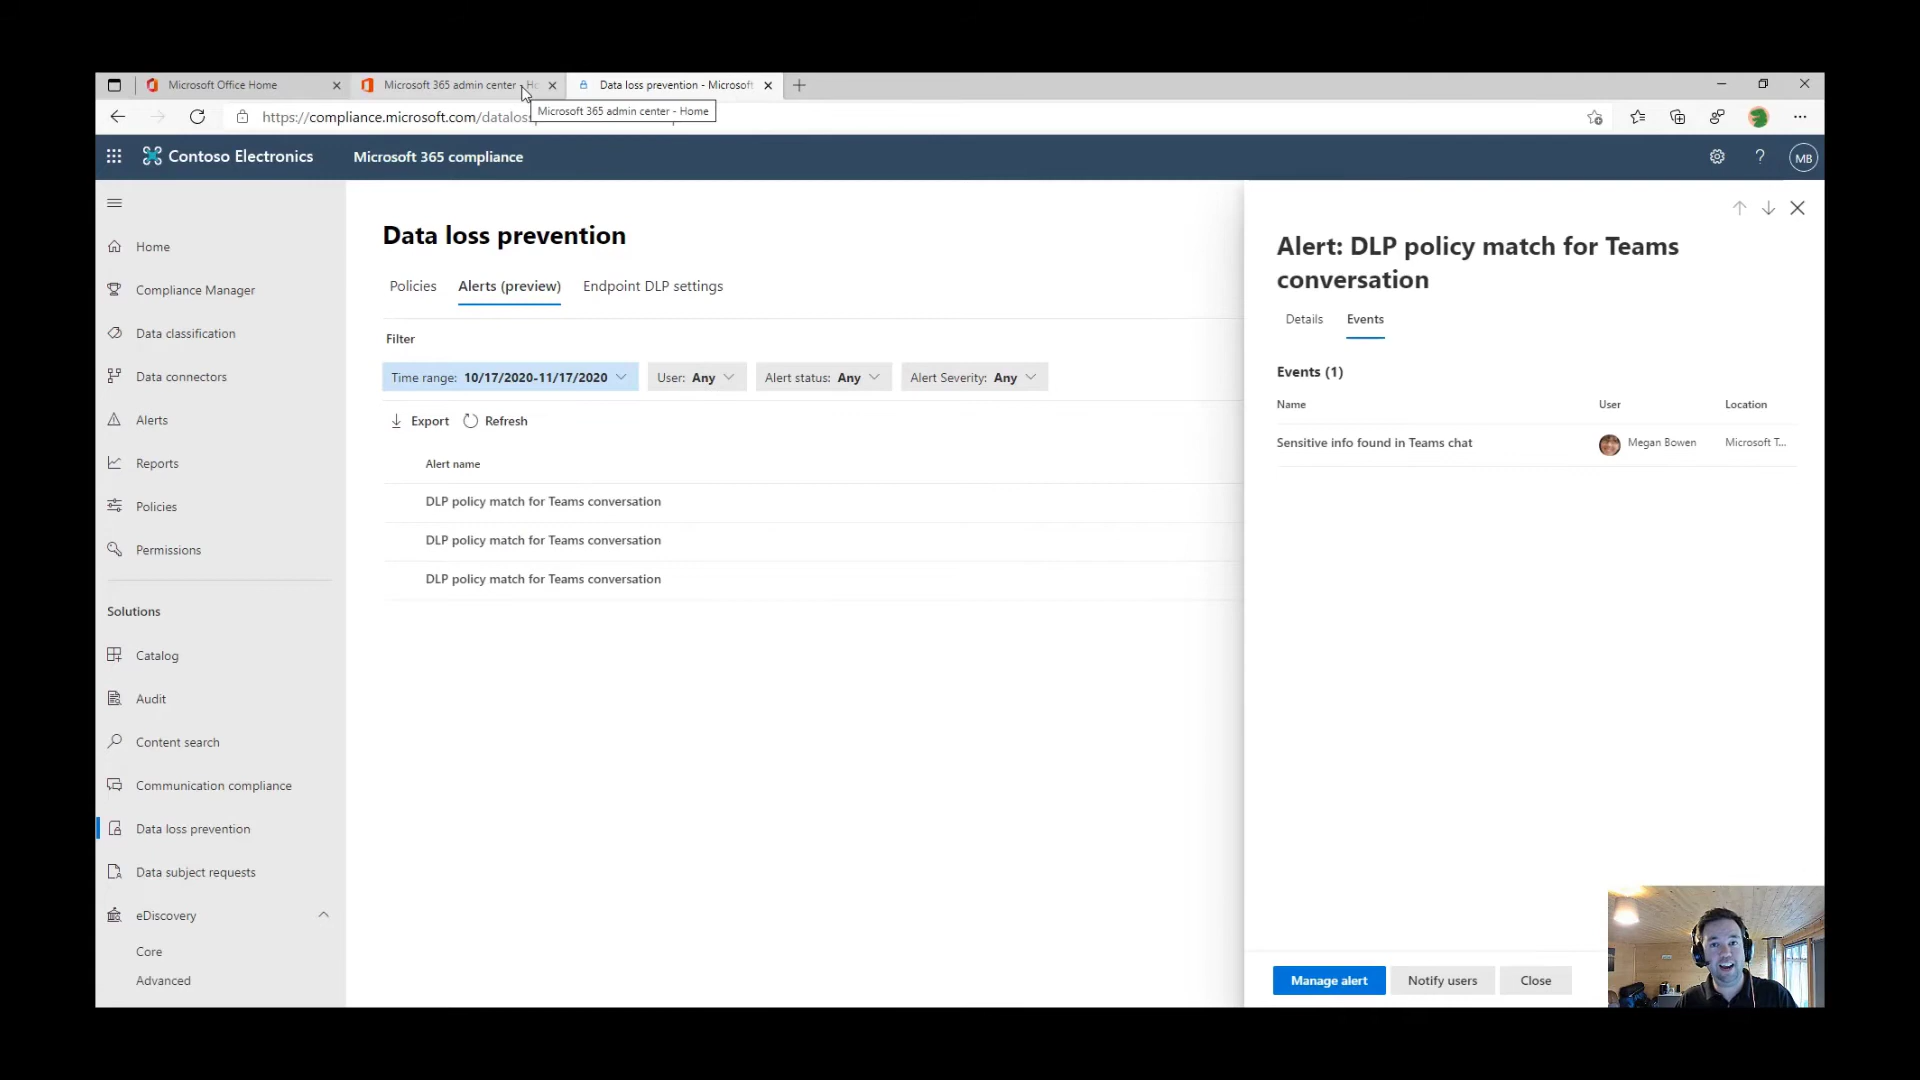 Microsoft Office Home
Microsoft 365 admin center - Ho
Data loss prevention - Microsoft
https://compliance.microsoft.com/datalos
Microsoft 365 admin center - Home
Contoso Electronics
Microsoft 365 compliance
?
MB
Home
Compliance Manager
Data classification
Data connectors
Alerts
Reports
Policies
Permissions
Solutions
Catalog
Audit
Content search
Communication compliance
Data loss prevention
Data subject requests
eDiscovery
Core
Advanced
Data loss prevention
Policies
Alerts (preview)
Endpoint DLP settings
Filter
Time range: 10/17/2020-11/17/2020
User: Any
Alert status: Any
Alert Severity: Any
Export
Refresh
Alert name
DLP policy match for Teams conversation
DLP policy match for Teams conversation
DLP policy match for Teams conversation
Alert: DLP policy match for Teams
conversation
Details
Events
Events (1)
Name
User
Location
Sensitive info found in Teams chat
Megan Bowen
Microsoft T...
Manage alert
Notify users
Close